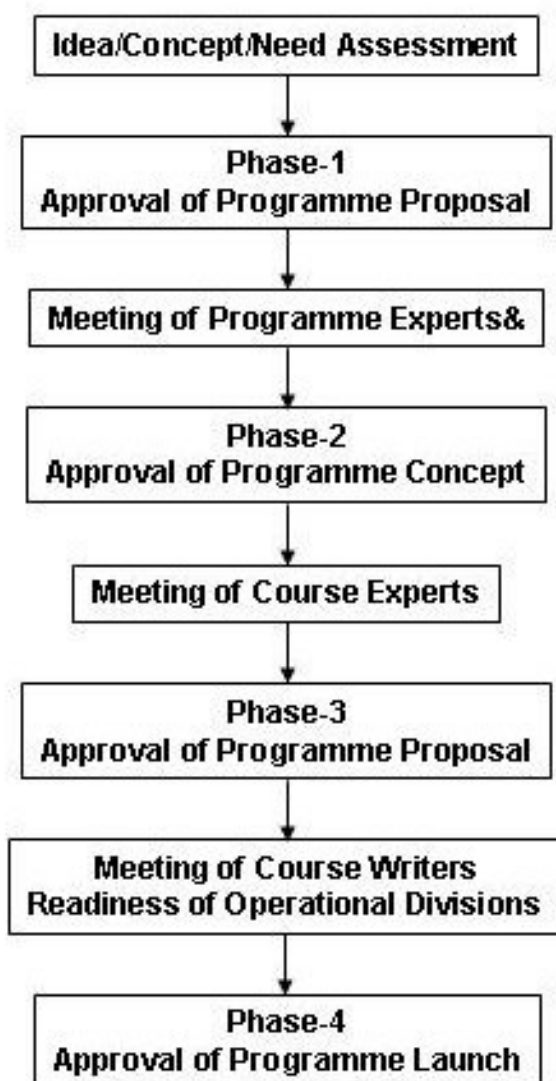 Idea/Concept/Need Assessment
Phase-1
Approval of Programme Proposal
Meeting of Programme Experts&
Phase-2
Approval of Programme Concept
Meeting of Course Experts
Phase-3
Approval of Programme Proposal
Meeting of Course Writers
Readiness of Operational Divisions
Phase-4
Approval of Programme Launch